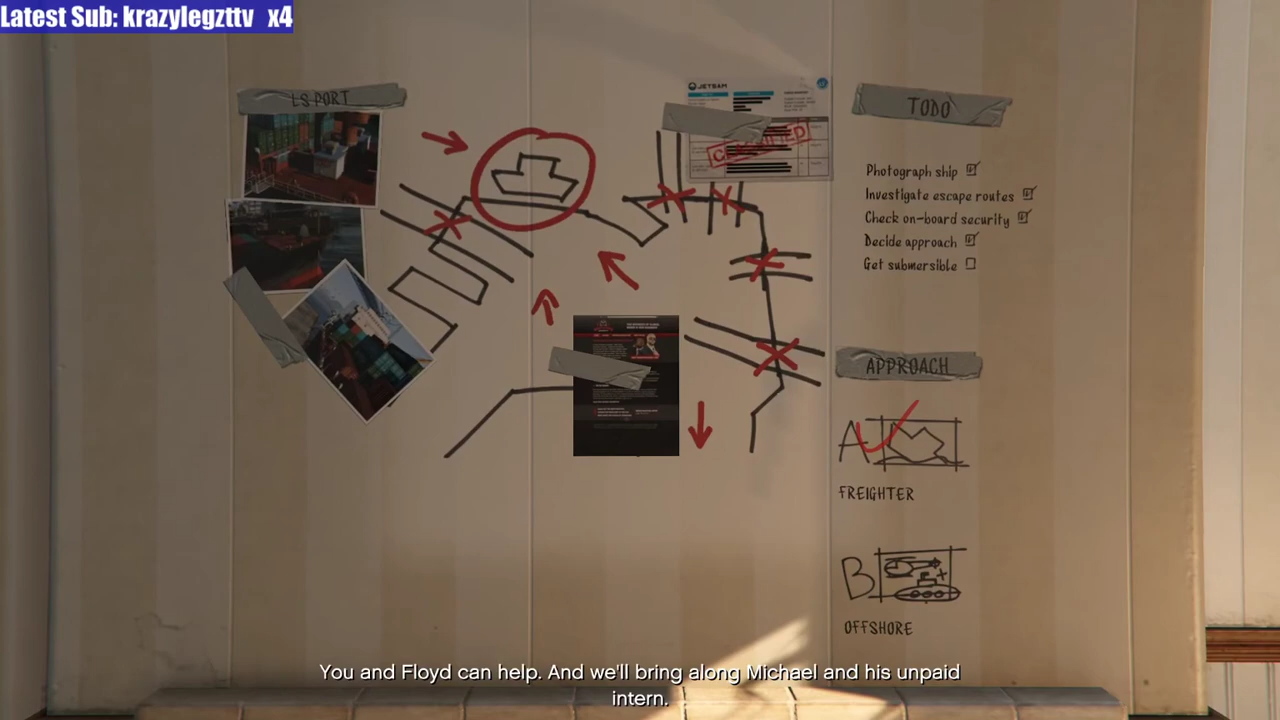 Latest Sub: krazylegzttv x4
LS PORT
JETSAM
CLASSIFIED
TODO
Photograph ship
Investigate escape routes
Check on-board security
Decide approach
Get submersible
APPROACH
A
FREIGHTER
B
OFFSHORE
You and Floyd can help. And we'll bring along Michael and his unpaid
intern.